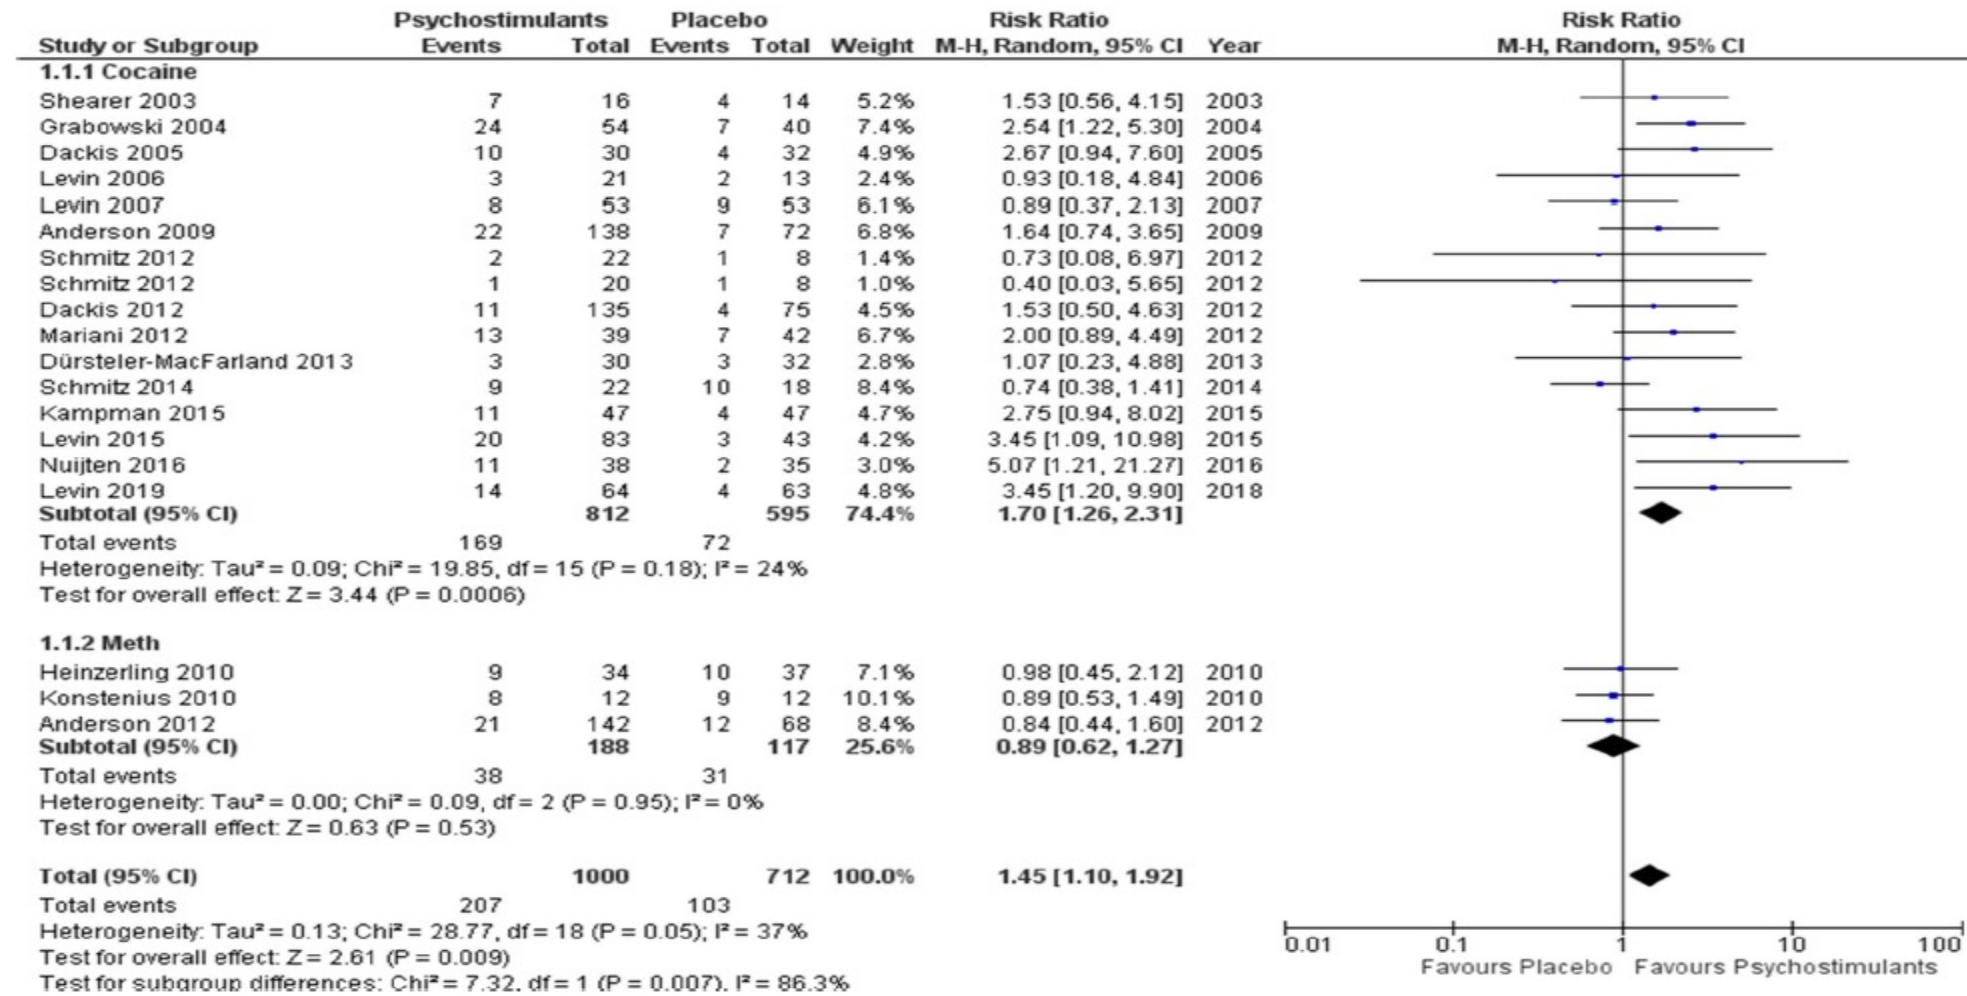 Psychostimulants Placebo Risk Ratio Risk Ratio
Study or Subgroup Events Total Events Total Weight M-H, Random, 95% CI Year M-H, Random, 95% CI
1.1.1 Cocaine
Shearer 2003 7 16 4 14 5.2% 1.53 [0.56, 4.15] 2003
Grabowski 2004 24 54 7 40 7.4% 2.54 [1.22, 5.30] 2004
Dackis 2005 10 30 4 32 4.9% 2.67 [0.94, 7.60] 2005
Levin 2006 3 21 2 13 2.4% 0.93 [0.18, 4.84] 2006
Levin 2007 8 53 9 53 6.1% 0.89 [0.37, 2.13] 2007
Anderson 2009 22 138 7 72 6.8% 1.64 [0.74, 3.65] 2009
Schmitz 2012 2 22 1 8 1.4% 0.73 [0.08, 6.97] 2012
Schmitz 2012 1 20 1 8 1.0% 0.40 [0.03, 5.65] 2012
Dackis 2012 11 135 4 75 4.5% 1.53 [0.50, 4.63] 2012
Mariani 2012 13 39 7 42 6.7% 2.00 [0.89, 4.49] 2012
Dürsteler-MacFarland 2013 3 30 3 32 2.8% 1.07 [0.23, 4.88] 2013
Schmitz 2014 9 22 10 18 8.4% 0.74 [0.38, 1.41] 2014
Kampman 2015 11 47 4 47 4.7% 2.75 [0.94, 8.02] 2015
Levin 2015 20 83 3 43 4.2% 3.45 [1.09, 10.98] 2015
Nuijten 2016 11 38 2 35 3.0% 5.07 [1.21, 21.27] 2016
Levin 2019 14 64 4 63 4.8% 3.45 [1.20, 9.90] 2018
Subtotal (95% CI) 812 595 74.4% 1.70 [1.26, 2.31]
Total events 169 72
Heterogeneity: Tau² = 0.09; Chi² = 19.85, df = 15 (P = 0.18); I² = 24%
Test for overall effect: Z = 3.44 (P = 0.0006)
1.1.2 Meth
Heinzerling 2010 9 34 10 37 7.1% 0.98 [0.45, 2.12] 2010
Konstenius 2010 8 12 9 12 10.1% 0.89 [0.53, 1.49] 2010
Anderson 2012 21 142 12 68 8.4% 0.84 [0.44, 1.60] 2012
Subtotal (95% CI) 188 117 25.6% 0.89 [0.62, 1.27]
Total events 38 31
Heterogeneity: Tau² = 0.00; Chi² = 0.09, df = 2 (P = 0.95); I² = 0%
Test for overall effect: Z = 0.63 (P = 0.53)
Total (95% CI) 1000 712 100.0% 1.45 [1.10, 1.92]
Total events 207 103
Heterogeneity: Tau² = 0.13; Chi² = 28.77, df = 18 (P = 0.05); I² = 37%
Test for overall effect: Z = 2.61 (P = 0.009)
Test for subgroup differences: Chi² = 7.32, df = 1 (P = 0.007), I² = 86.3%
0.01 0.1 1 10 100
Favours Placebo Favours Psychostimulants